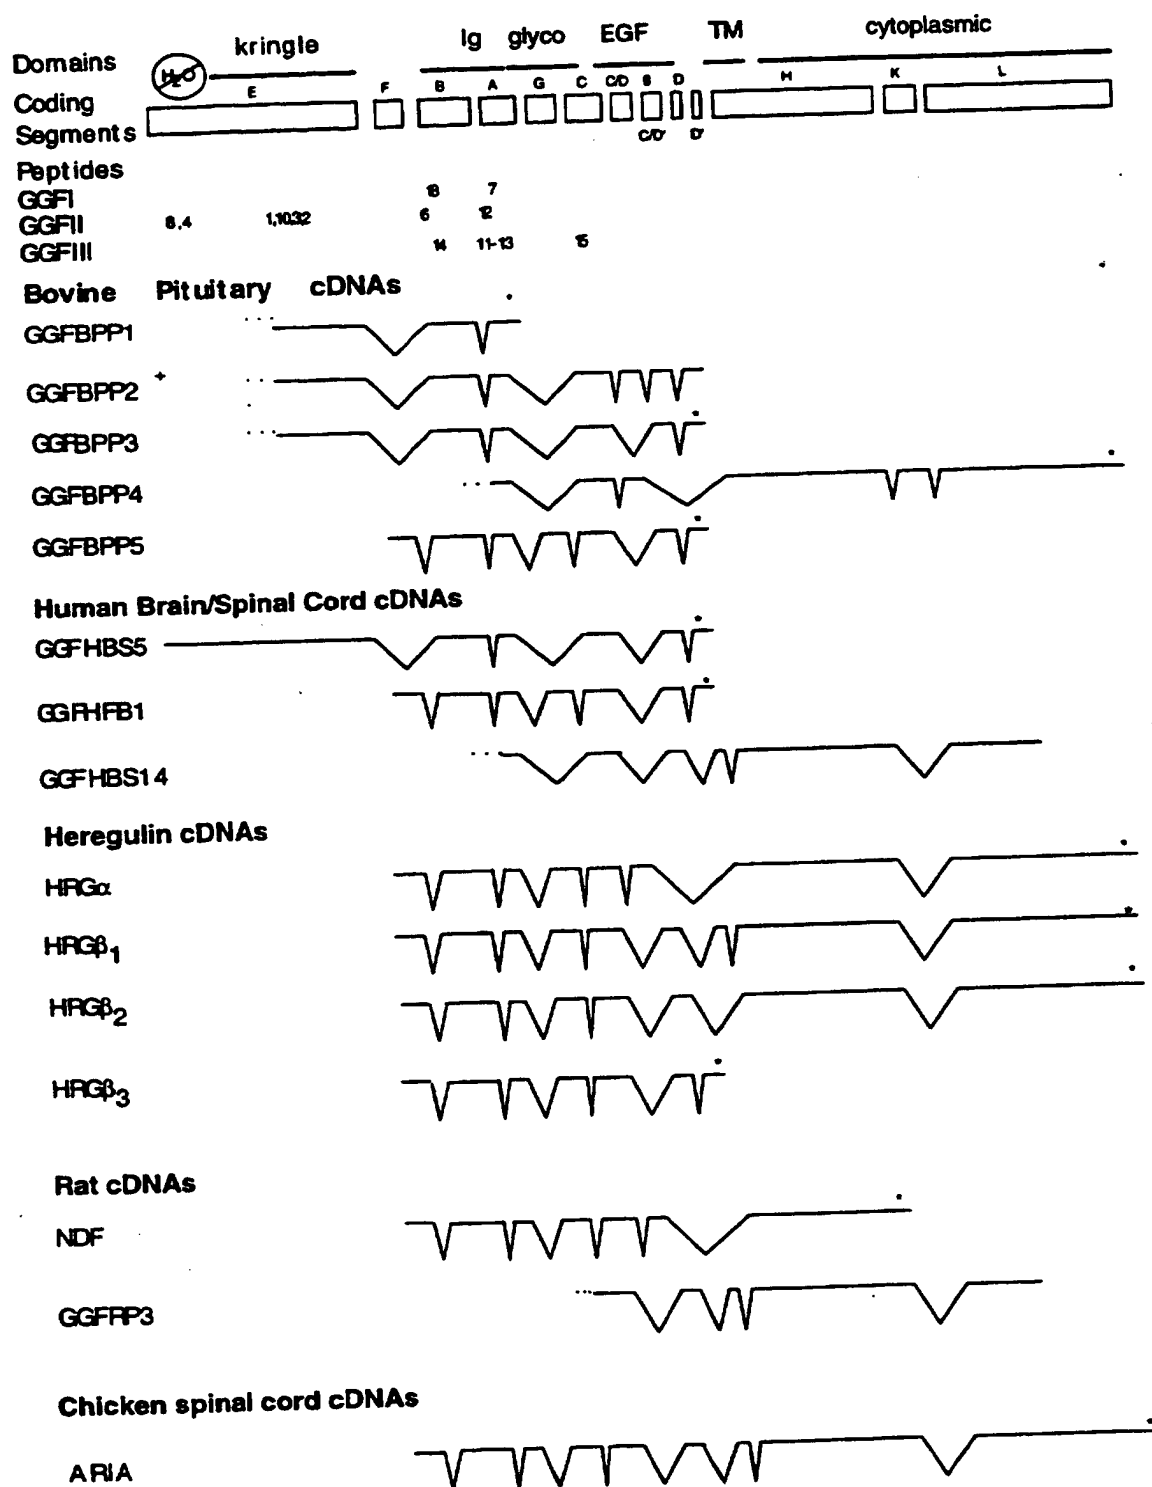 kringle Ig glyco EGF TM cytoplasmic
Domains H₂O
E F B A G C C/D B D H K L
Coding
Segments C/D' D'
Peptides
GGFI 18 7
GGFII 8,4 1,10,32 6 12
GGFIII 14 11-13 15
Bovine Pituitary cDNAs
GGFBPP1
GGFBPP2 +
GGFBPP3
GGFBPP4
GGFBPP5
Human Brain/Spinal Cord cDNAs
GGFHBS5
GGFHFB1
GGFHBS14
Heregulin cDNAs
HRGα
HRGβ1
HRGβ2
HRGβ3
Rat cDNAs
NDF
GGFRP3
Chicken spinal cord cDNAs
ARIA